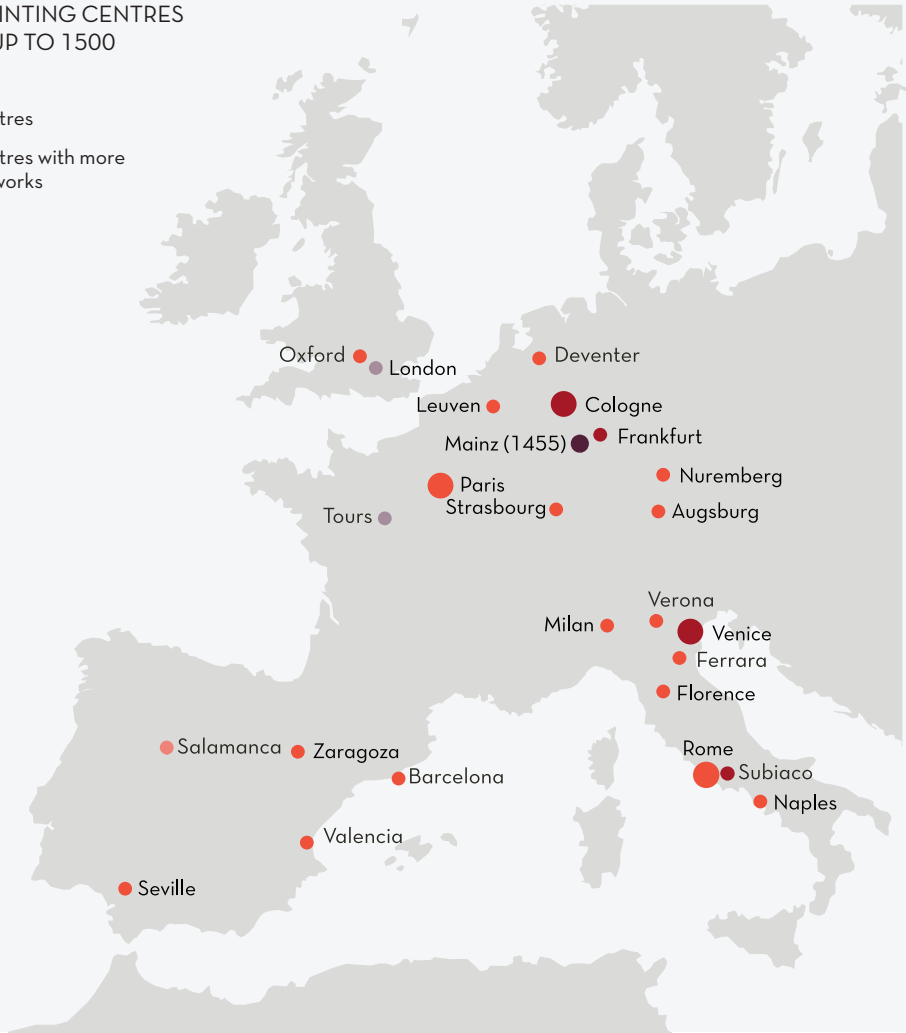 INTING CENTRES
UP TO 1500
tres
tres with more
works
Oxford
London
Deventer
Leuven
Cologne
Mainz (1455)
Frankfurt
Paris
Nuremberg
Strasbourg
Augsburg
Tours
Verona
Milan
Venice
Ferrara
Florence
Salamanca
Zaragoza
Rome
Barcelona
Subiaco
Naples
Valencia
Seville